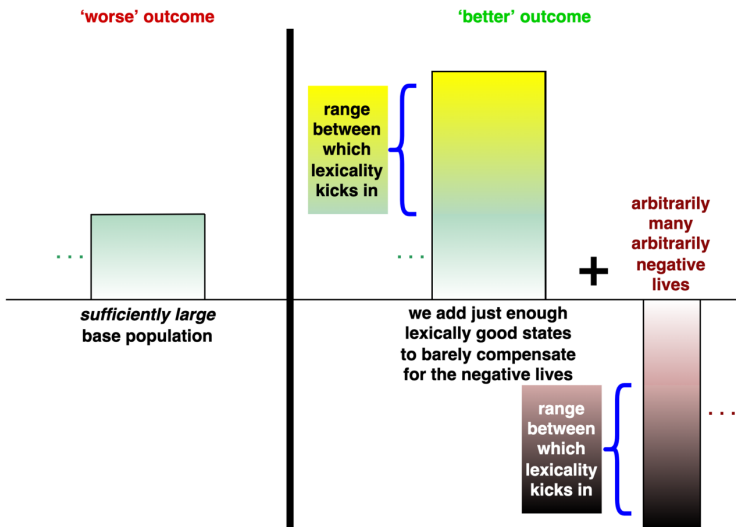 'worse' outcome
'better' outcome
range
between
which
lexicality
kicks in
arbitrarily
many
arbitrarily
negative
lives
...
...
+
sufficiently large
base population
we add just enough
lexically good states
to barely compensate
for the negative lives
range
between
which
lexicality
kicks in
...